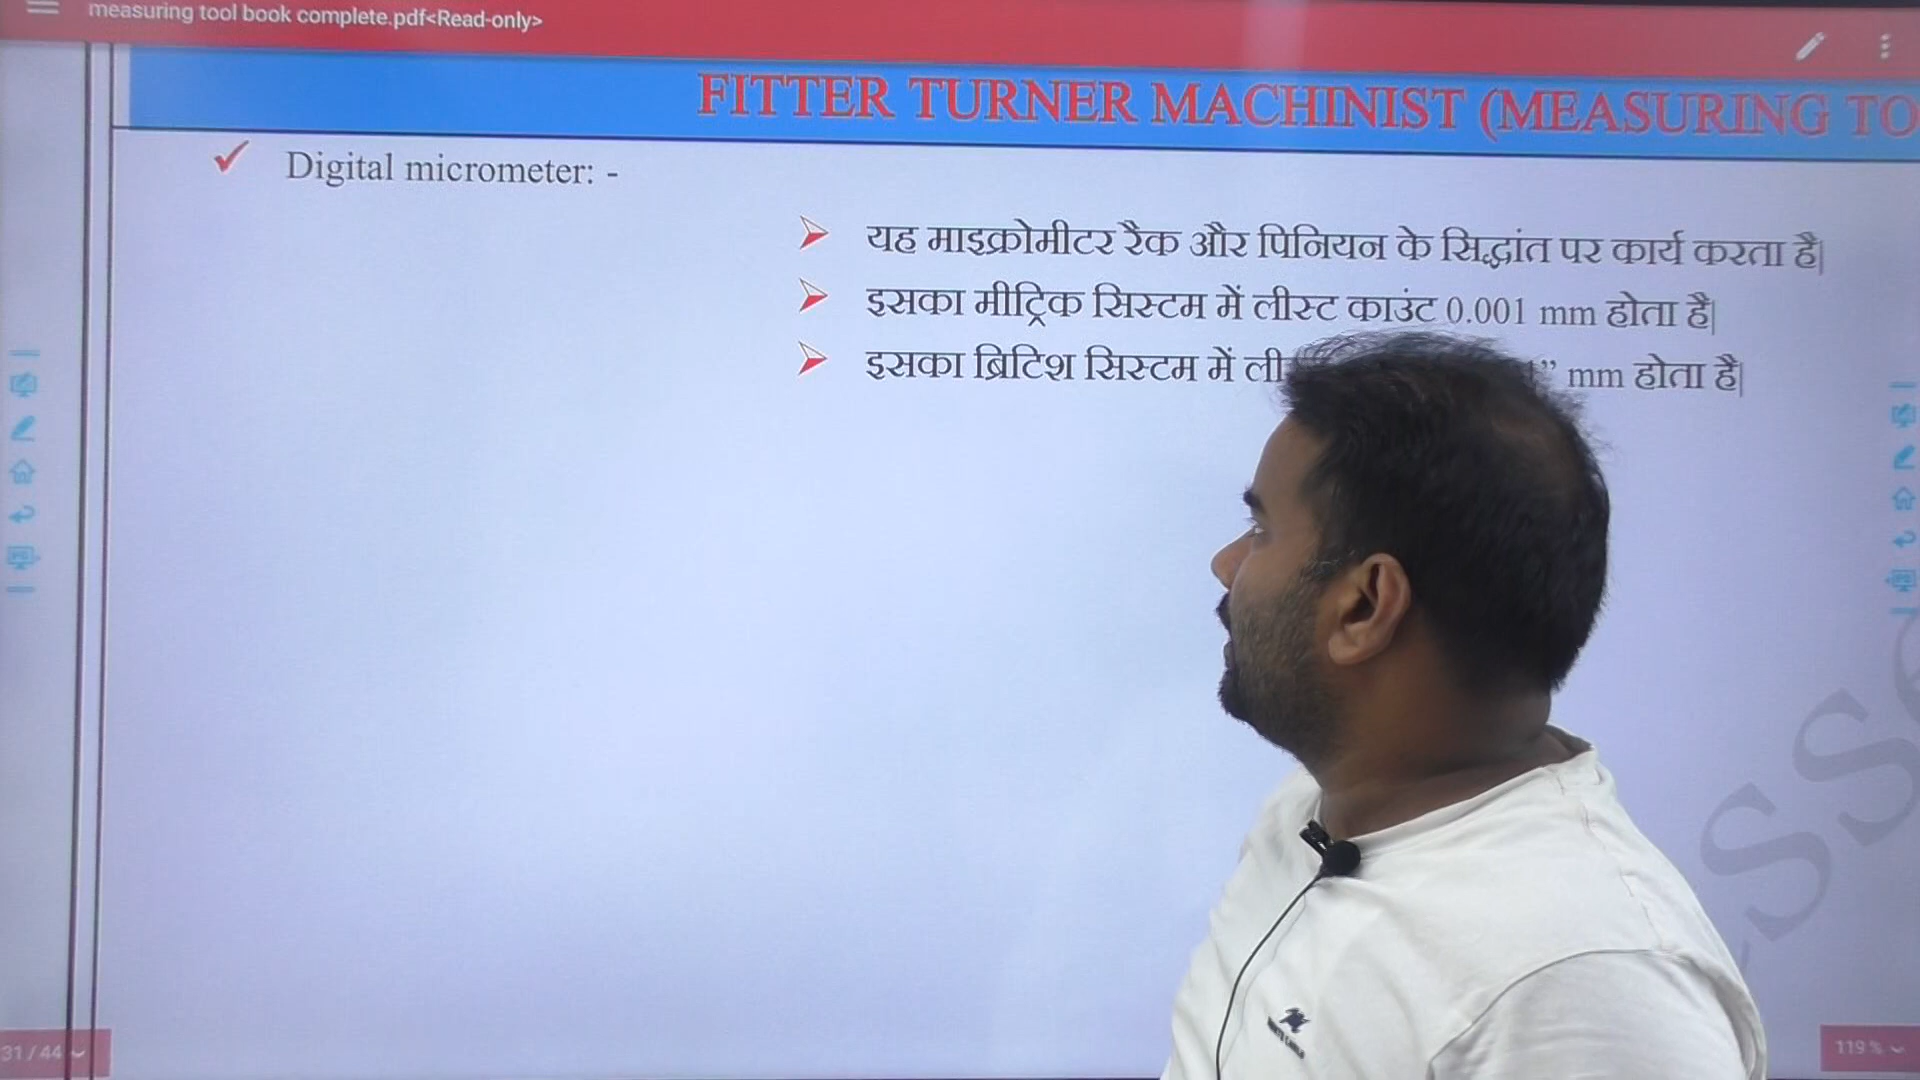 measuring tool book complete.pdf<Read-only>
FITTER TURNER MACHINIST (MEASURING TO
✓ Digital micrometer: -
➢ यह माइक्रोमीटर रैक और पिनियन के सिद्धांत पर कार्य करता है|
➢ इसका मीट्रिक सिस्टम में लीस्ट काउंट 0.001 mm होता है|
➢ इसका ब्रिटिश सिस्टम में ली ” mm होता है|
31 / 44
119 %